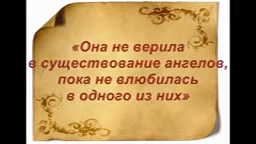 «Она не верила
в существование ангелов,
пока не влюбилась
в одного из них»